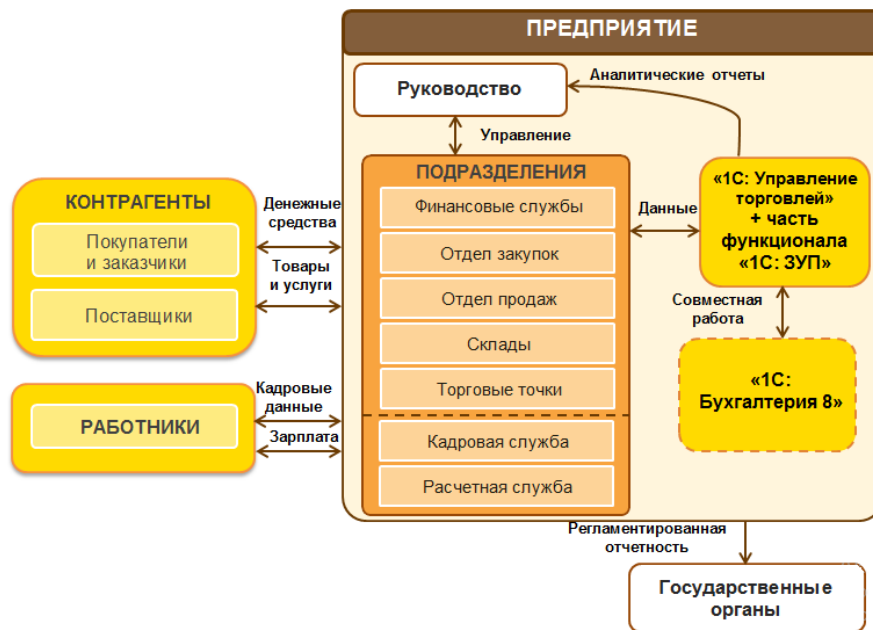 ПРЕДПРИЯТИЕ
Руководство
Аналитические отчеты
Управление
ПОДРАЗДЕЛЕНИЯ
Финансовые службы
Отдел закупок
Отдел продаж
Склады
Торговые точки
Кадровая служба
Расчетная служба
Данные
«1С: Управление
торговлей»
+ часть
функционала
«1С: ЗУП»
Совместная
работа
«1С:
Бухгалтерия 8»
КОНТРАГЕНТЫ
Покупатели
и заказчики
Поставщики
Денежные
средства
Товары
и услуги
РАБОТНИКИ
Кадровые
данные
Зарплата
Регламентированная
отчетность
Государственные
органы